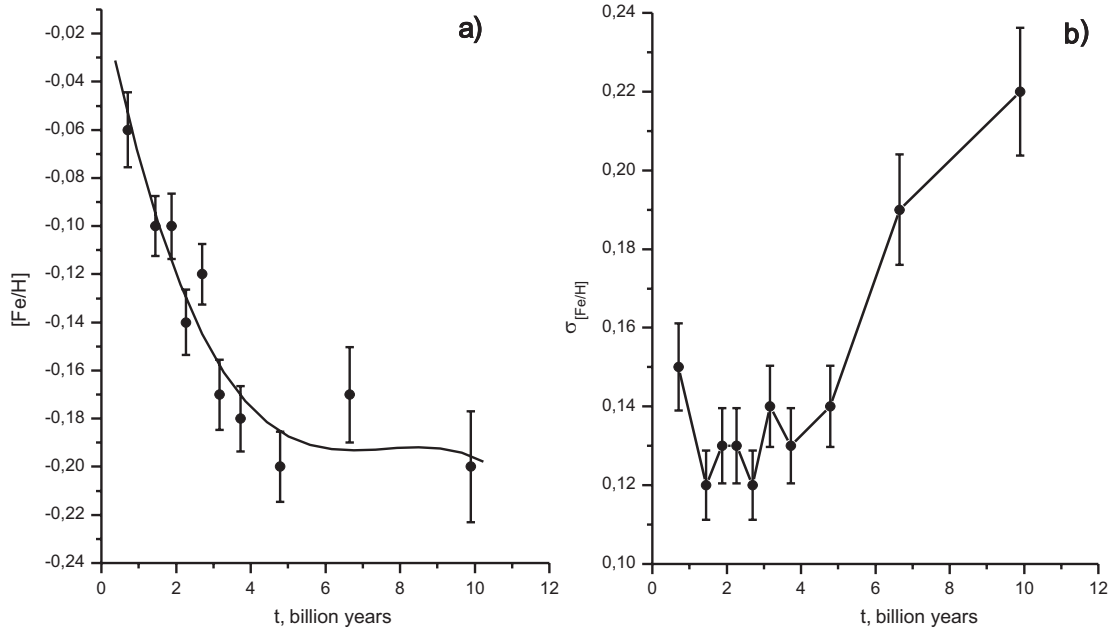 a)
-0,02
-0,04
-0,06
-0,08
-0,10
-0,12
-0,14
-0,16
-0,18
-0,20
-0,22
-0,24
[Fe/H]
0 2 4 6 8 10 12
t, billion years
b)
0,24
0,22
0,20
0,18
0,16
0,14
0,12
0,10
σ[Fe/H]
0 2 4 6 8 10 12
t, billion years